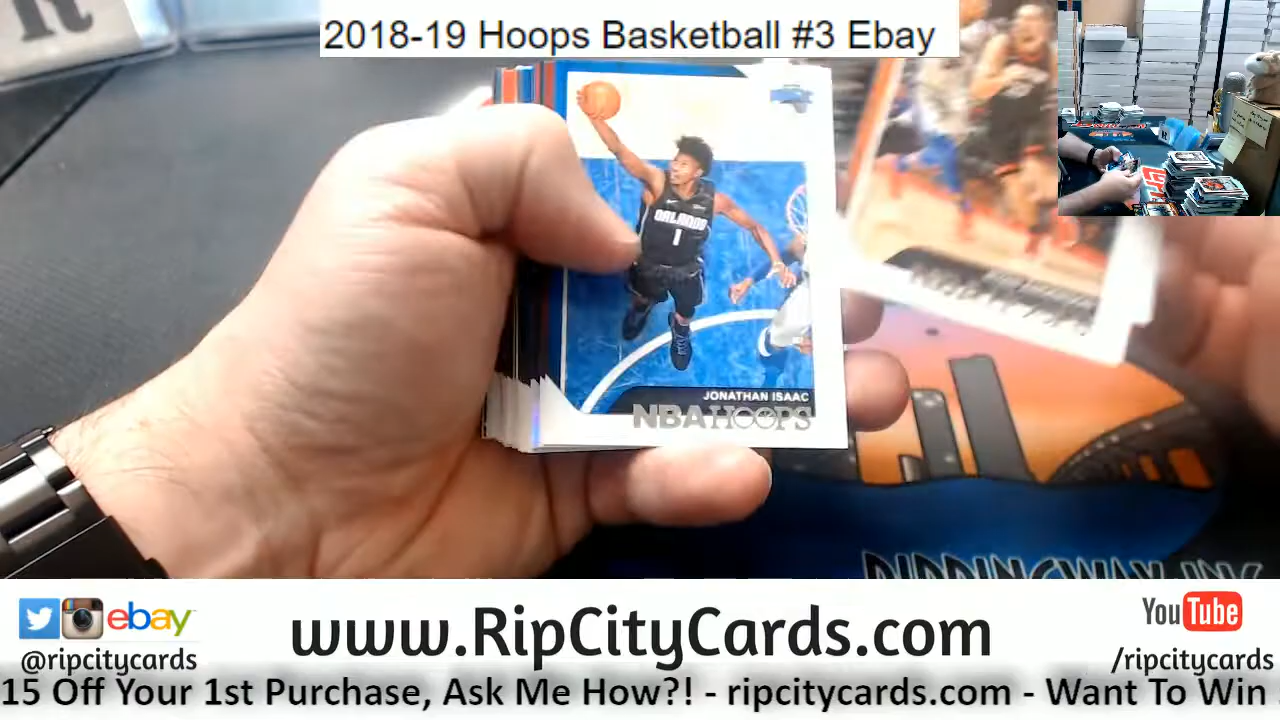 2018-19 Hoops Basketball #3 Ebay
ORLANDO
1
JONATHAN ISAAC
NBA HOOPS
ebay
www.RipCityCards.com
YouTube
@ripcitycards
/ripcitycards
15 Off Your 1st Purchase, Ask Me How?! - ripcitycards.com - Want To Win